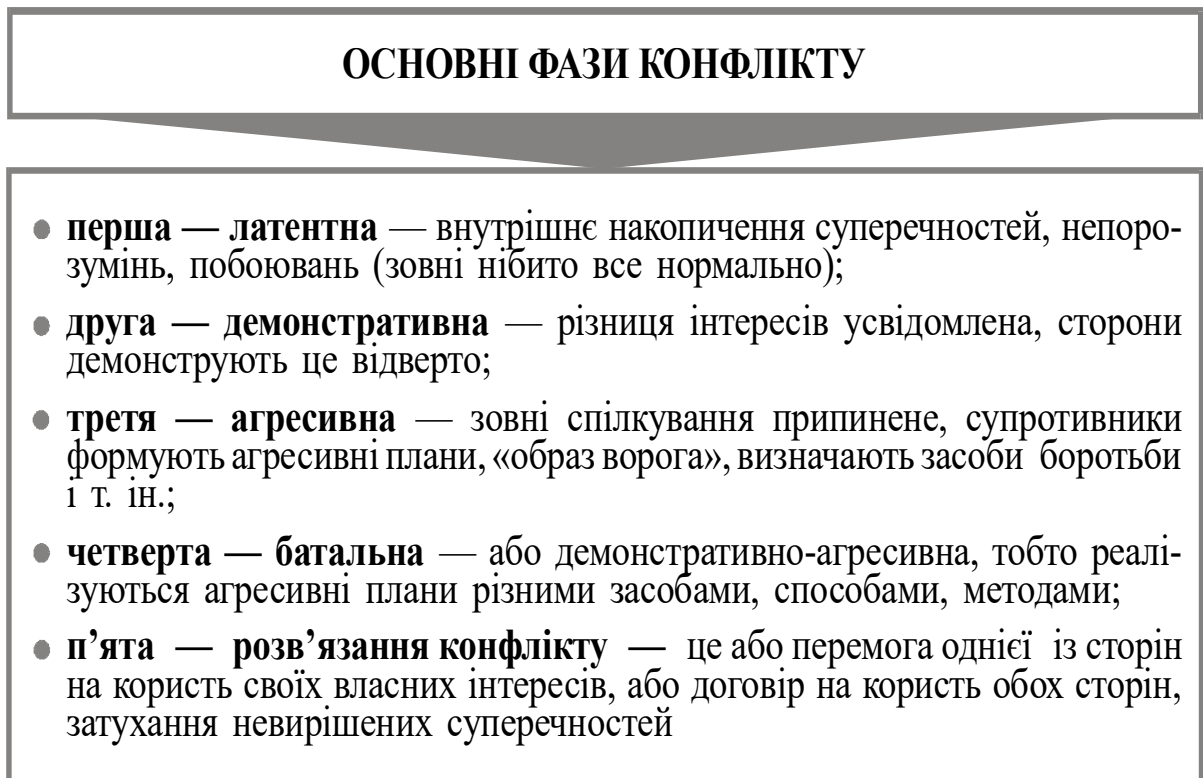 ОСНОВНІ ФАЗИ КОНФЛІКТУ
перша — латентна — внутрішнє накопичення суперечностей, непоро-
зумінь, побоювань (зовні нібито все нормально);
друга — демонстративна — різниця інтересів усвідомлена, сторони
демонструють це відверто;
третя — агресивна — зовні спілкування припинене, супротивники
формують агресивні плани, «образ ворога», визначають засоби боротьби
і т. ін.;
четверта — батальна — або демонстративно-агресивна, тобто реалі-
зуються агресивні плани різними засобами, способами, методами;
п’ята — розв’язання конфлікту — це або перемога однієї із сторін
на користь своїх власних інтересів, або договір на користь обох сторін,
затухання невирішених суперечностей